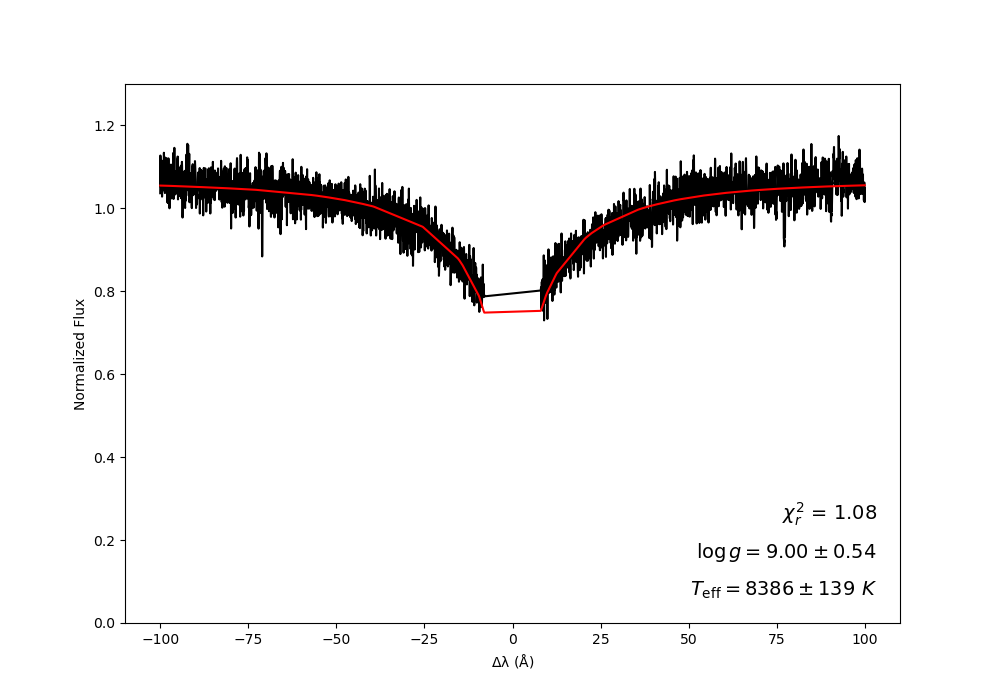 1.2
1.0
0.8
0.6
0.4
0.2
0.0
Normalized Flux
χ²ᵣ = 1.08
log g = 9.00 ± 0.54
T_eff = 8386 ± 139 K
−100 −75 −50 −25 0 25 50 75 100
Δλ (Å)